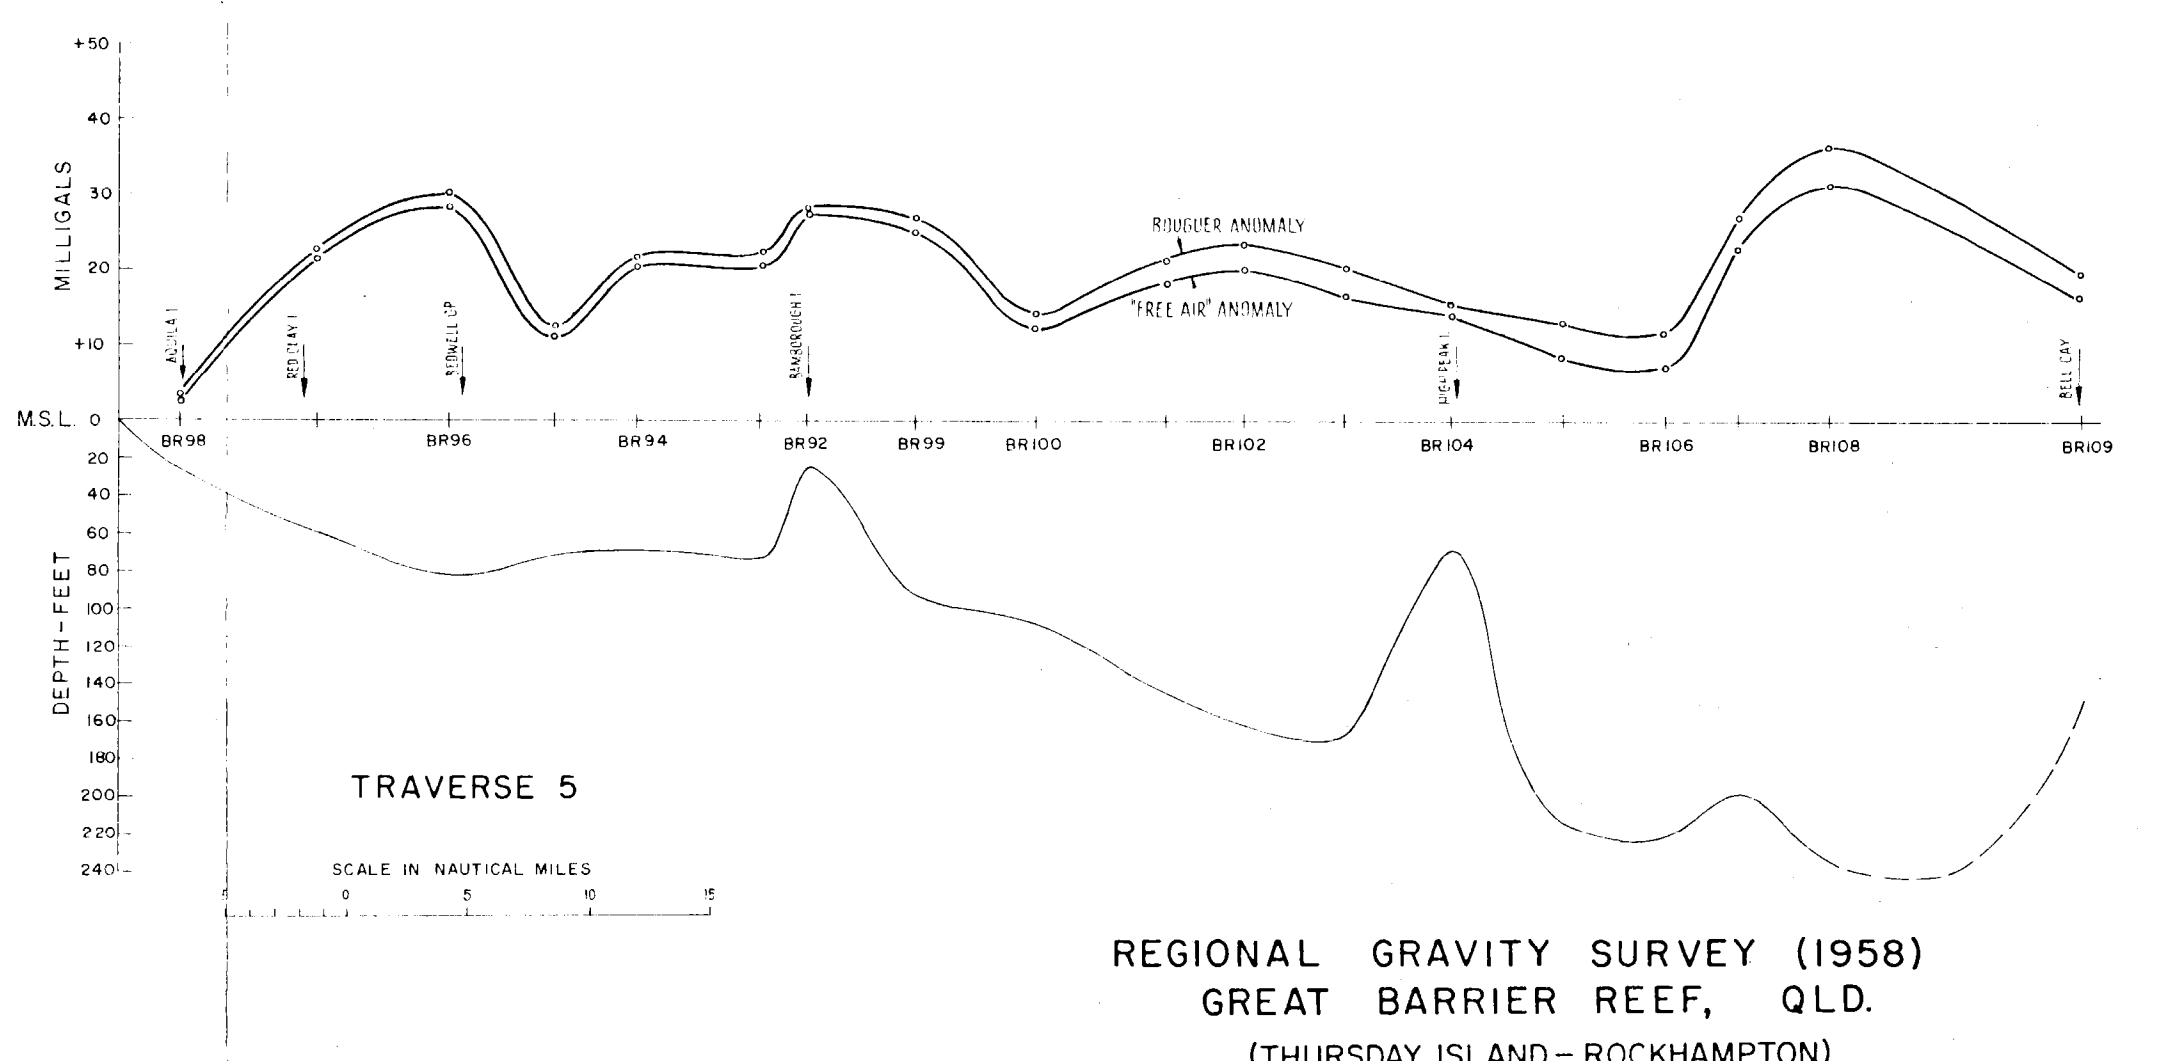 +50
40
30
20
+10
MILLIGALS
BOUGUER ANOMALY
"FREE AIR" ANOMALY
RED CLAY I
REDWELL UP
BAMBOROUGH I.
HIGH PEAK I.
BELL CAY
M.S.L. 0
BR98 BR96 BR94 BR92 BR99 BR100 BR102 BR104 BR106 BR108 BR109
20
40
60
80
100
120
140
160
180
200
220
240
DEPTH-FEET
TRAVERSE 5
SCALE IN NAUTICAL MILES
5 0 5 10 15
REGIONAL GRAVITY SURVEY (1958)
GREAT BARRIER REEF, QLD.
(THURSDAY ISLAND – ROCKHAMPTON)